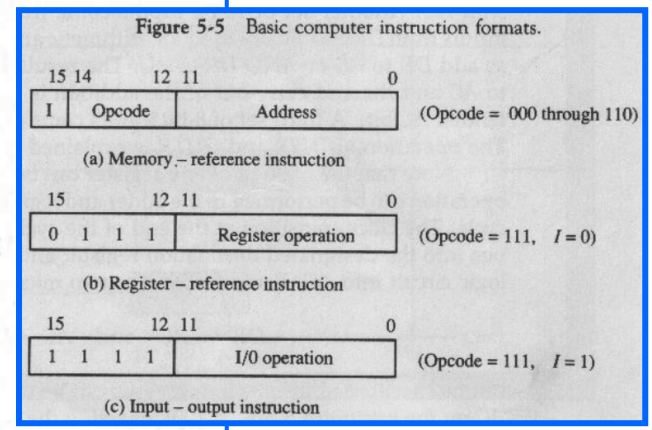 Figure 5-5 Basic computer instruction formats.
15 14 12 11 0
I Opcode Address (Opcode = 000 through 110)
(a) Memory – reference instruction
15 12 11 0
0 1 1 1 Register operation (Opcode = 111, I = 0)
(b) Register – reference instruction
15 12 11 0
1 1 1 1 I/0 operation (Opcode = 111, I = 1)
(c) Input – output instruction